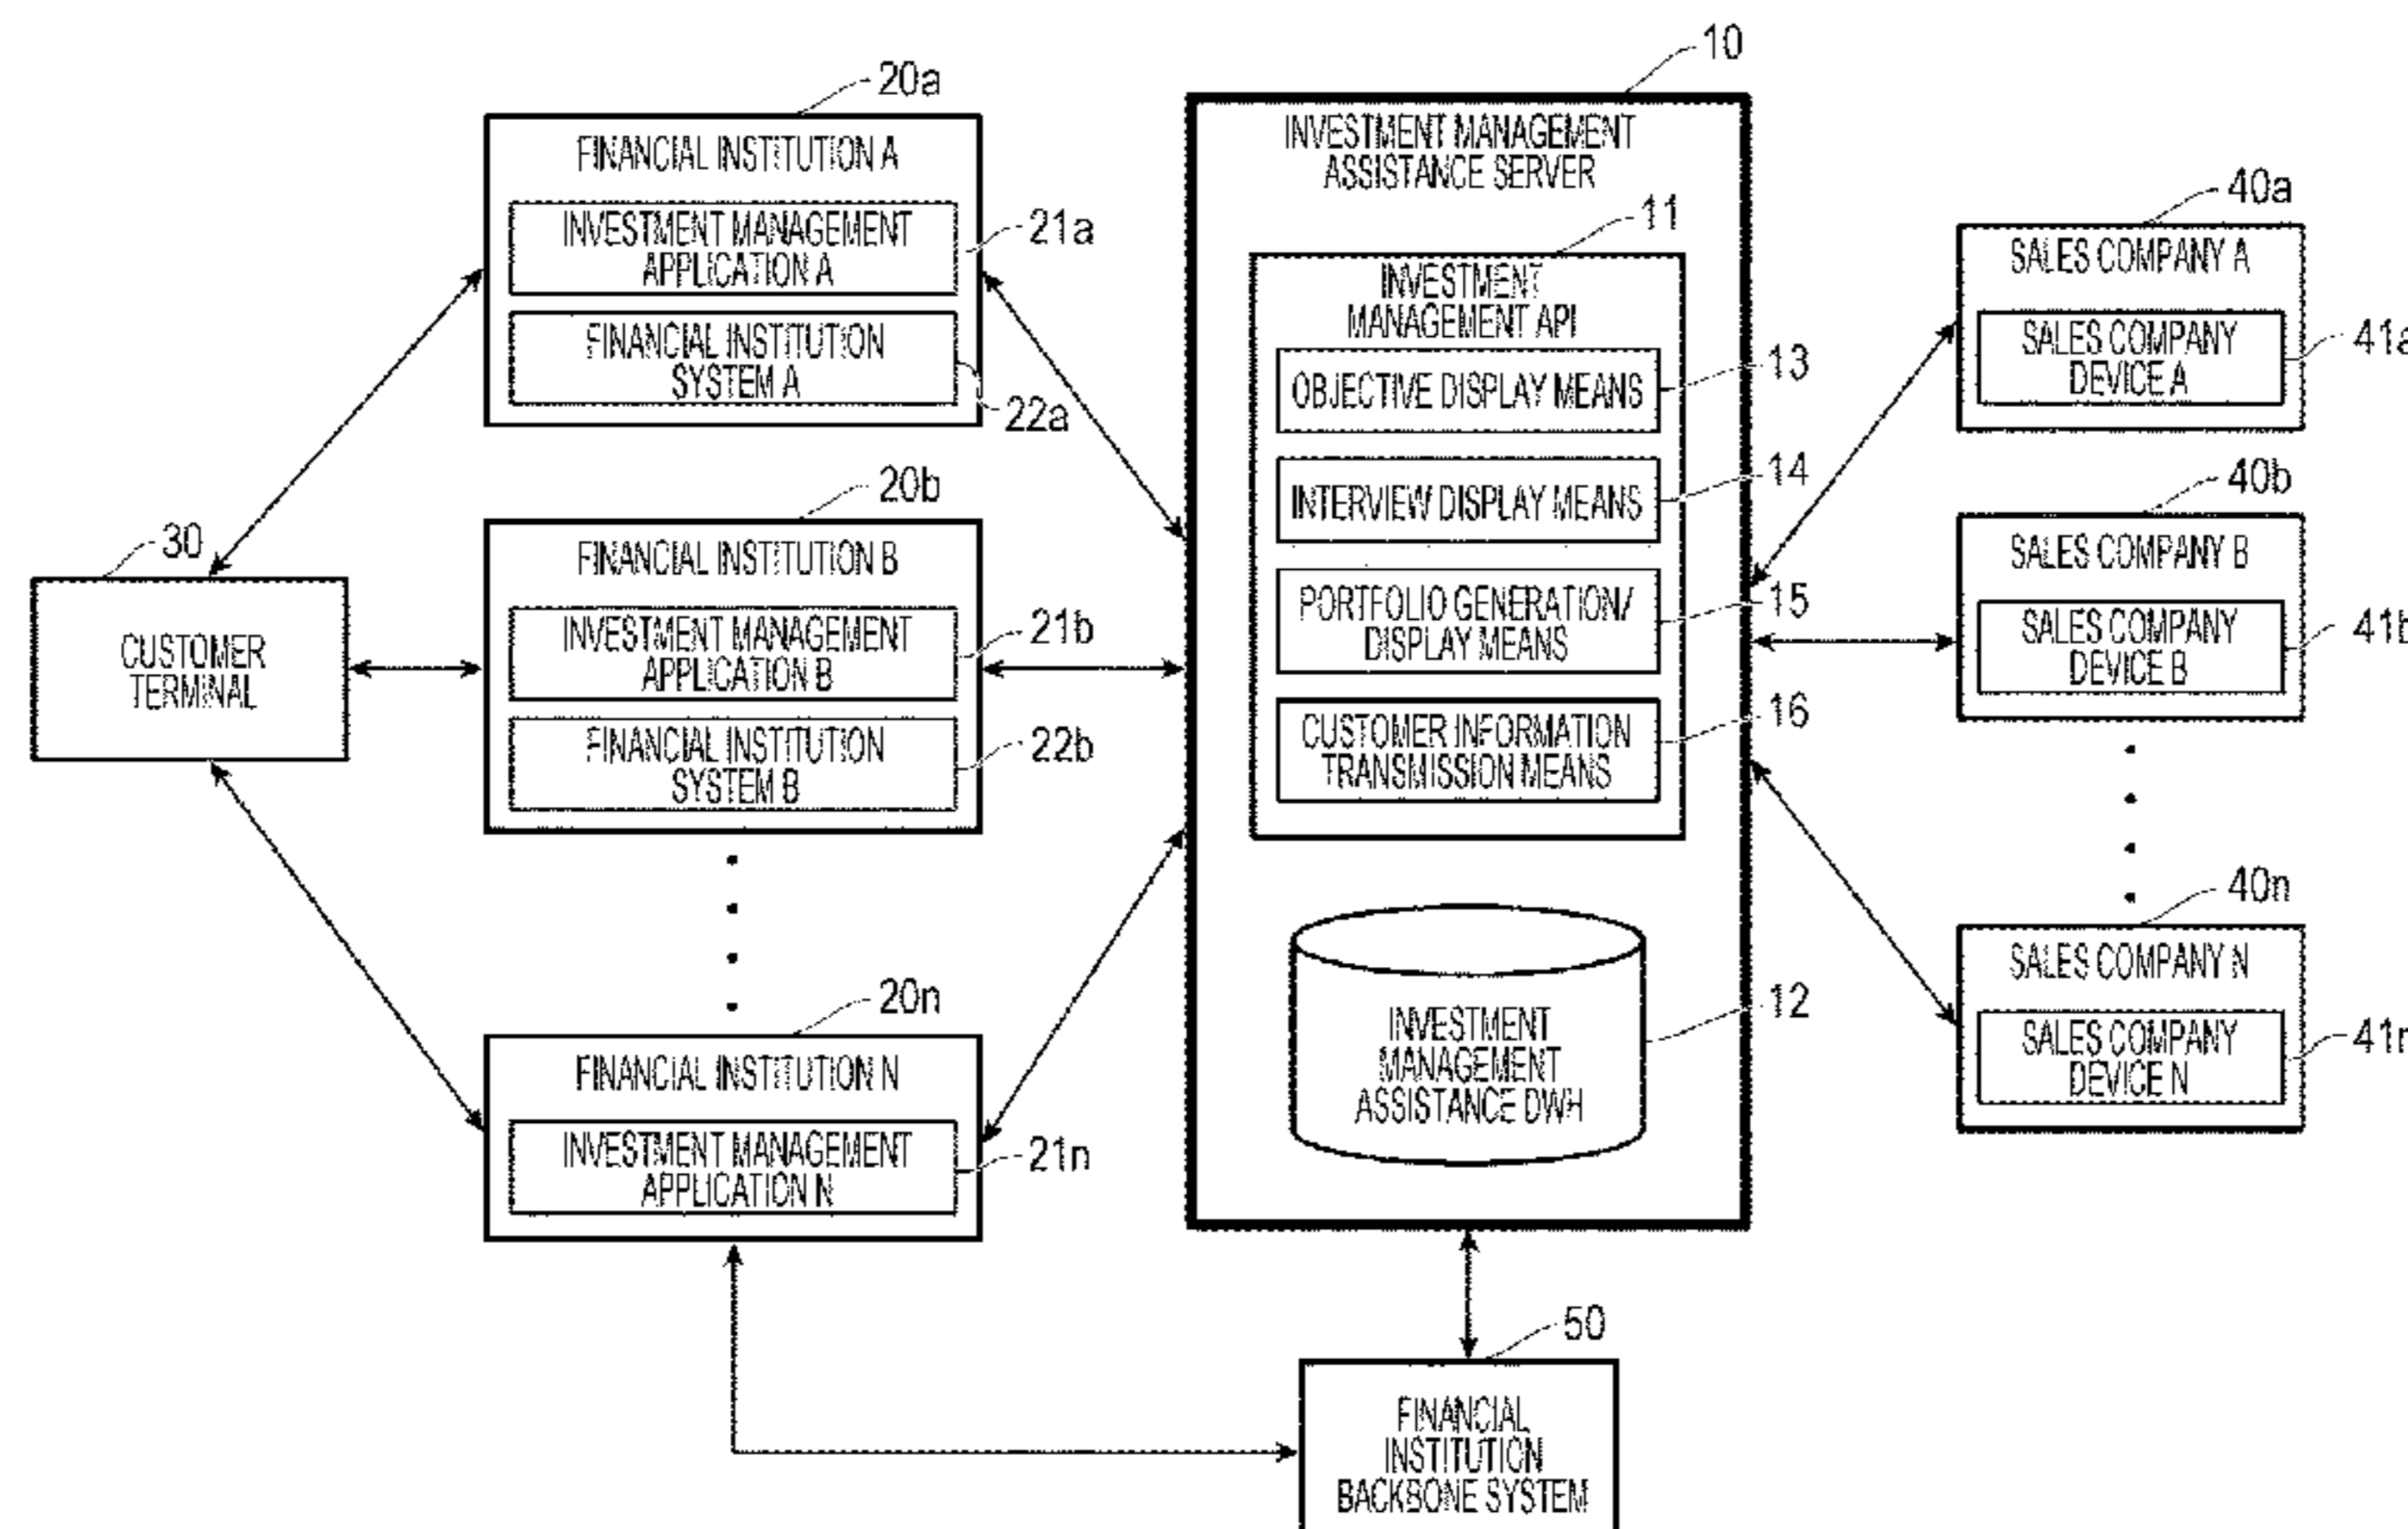 10
20a
FINANCIAL INSTITUTION A
INVESTMENT MANAGEMENT
APPLICATION A
21a
FINANCIAL INSTITUTION
SYSTEM A
22a
20b
FINANCIAL INSTITUTION B
INVESTMENT MANAGEMENT
APPLICATION B
21b
FINANCIAL INSTITUTION
SYSTEM B
22b
30
CUSTOMER
TERMINAL
20n
FINANCIAL INSTITUTION N
INVESTMENT MANAGEMENT
APPLICATION N
21n
INVESTMENT MANAGEMENT
ASSISTANCE SERVER
11
INVESTMENT
MANAGEMENT API
OBJECTIVE DISPLAY MEANS
13
INTERVIEW DISPLAY MEANS
14
PORTFOLIO GENERATION/
DISPLAY MEANS
15
CUSTOMER INFORMATION
TRANSMISSION MEANS
16
INVESTMENT
MANAGEMENT
ASSISTANCE DWH
12
40a
SALES COMPANY A
SALES COMPANY
DEVICE A
41a
40b
SALES COMPANY B
SALES COMPANY
DEVICE B
41b
40n
SALES COMPANY N
SALES COMPANY
DEVICE N
41n
50
FINANCIAL
INSTITUTION
BACKBONE SYSTEM